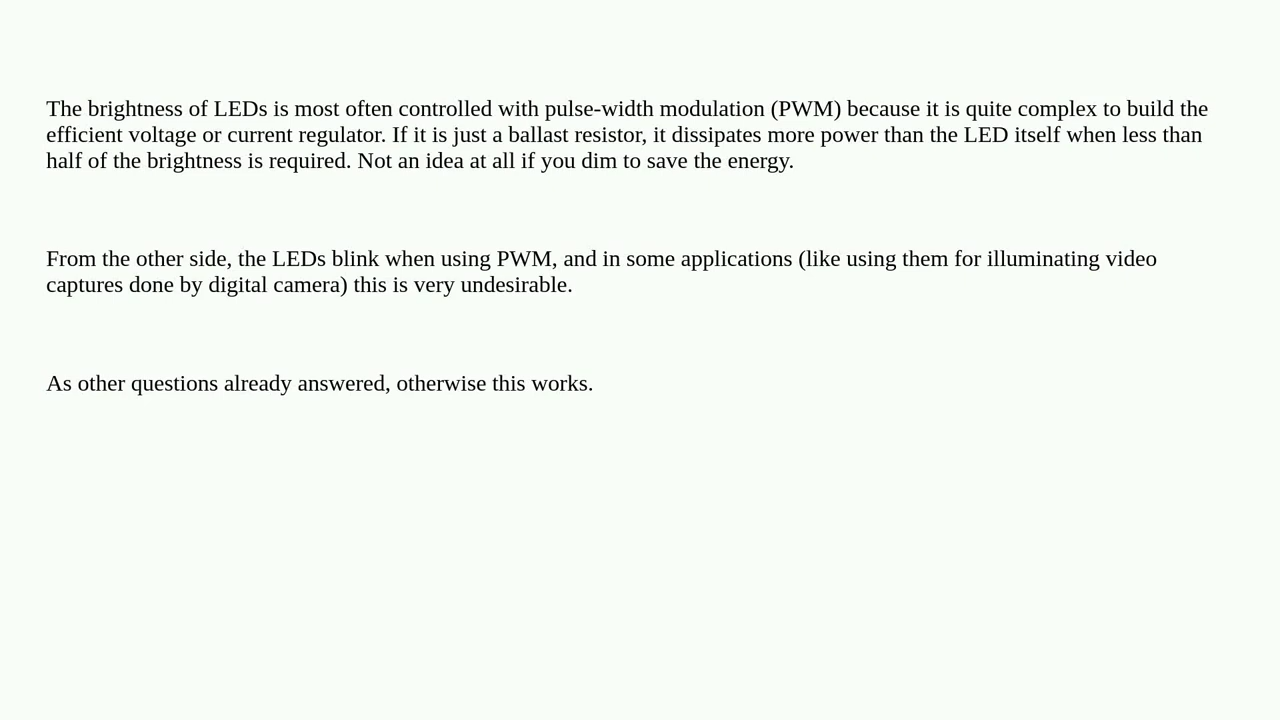 The brightness of LEDs is most often controlled with pulse-width modulation (PWM) because it is quite complex to build the
efficient voltage or current regulator. If it is just a ballast resistor, it dissipates more power than the LED itself when less than
half of the brightness is required. Not an idea at all if you dim to save the energy.
From the other side, the LEDs blink when using PWM, and in some applications (like using them for illuminating video
captures done by digital camera) this is very undesirable.
As other questions already answered, otherwise this works.